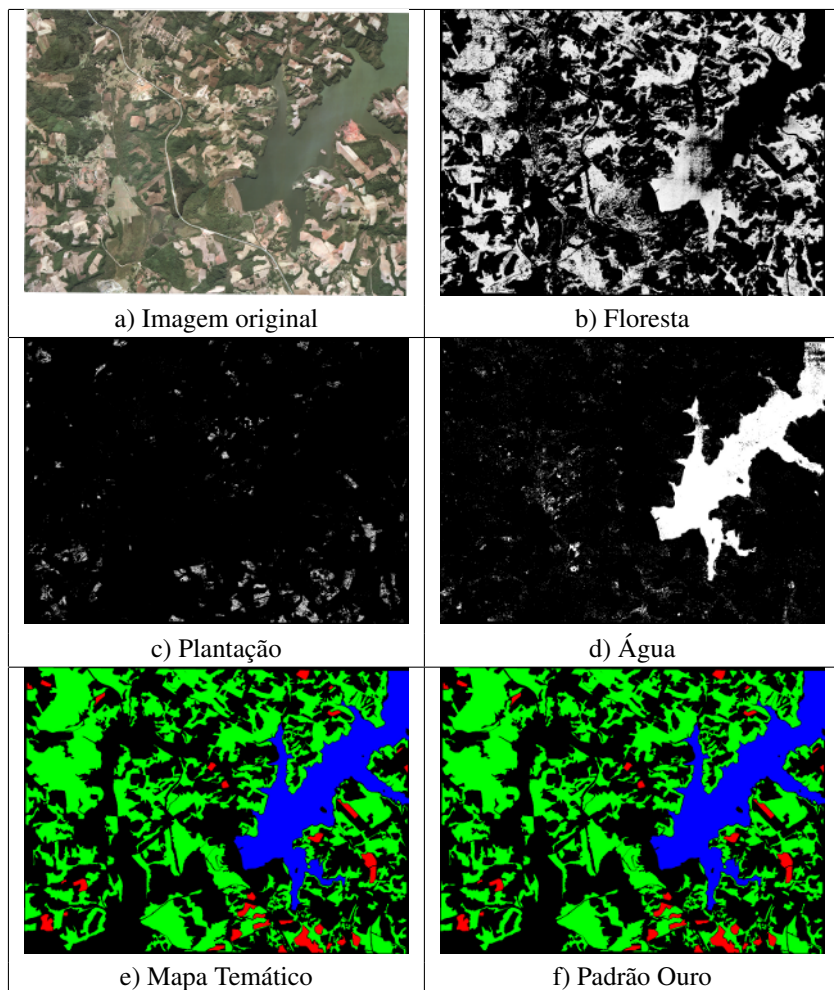 a) Imagem original
b) Floresta
c) Plantação
d) Água
e) Mapa Temático
f) Padrão Ouro